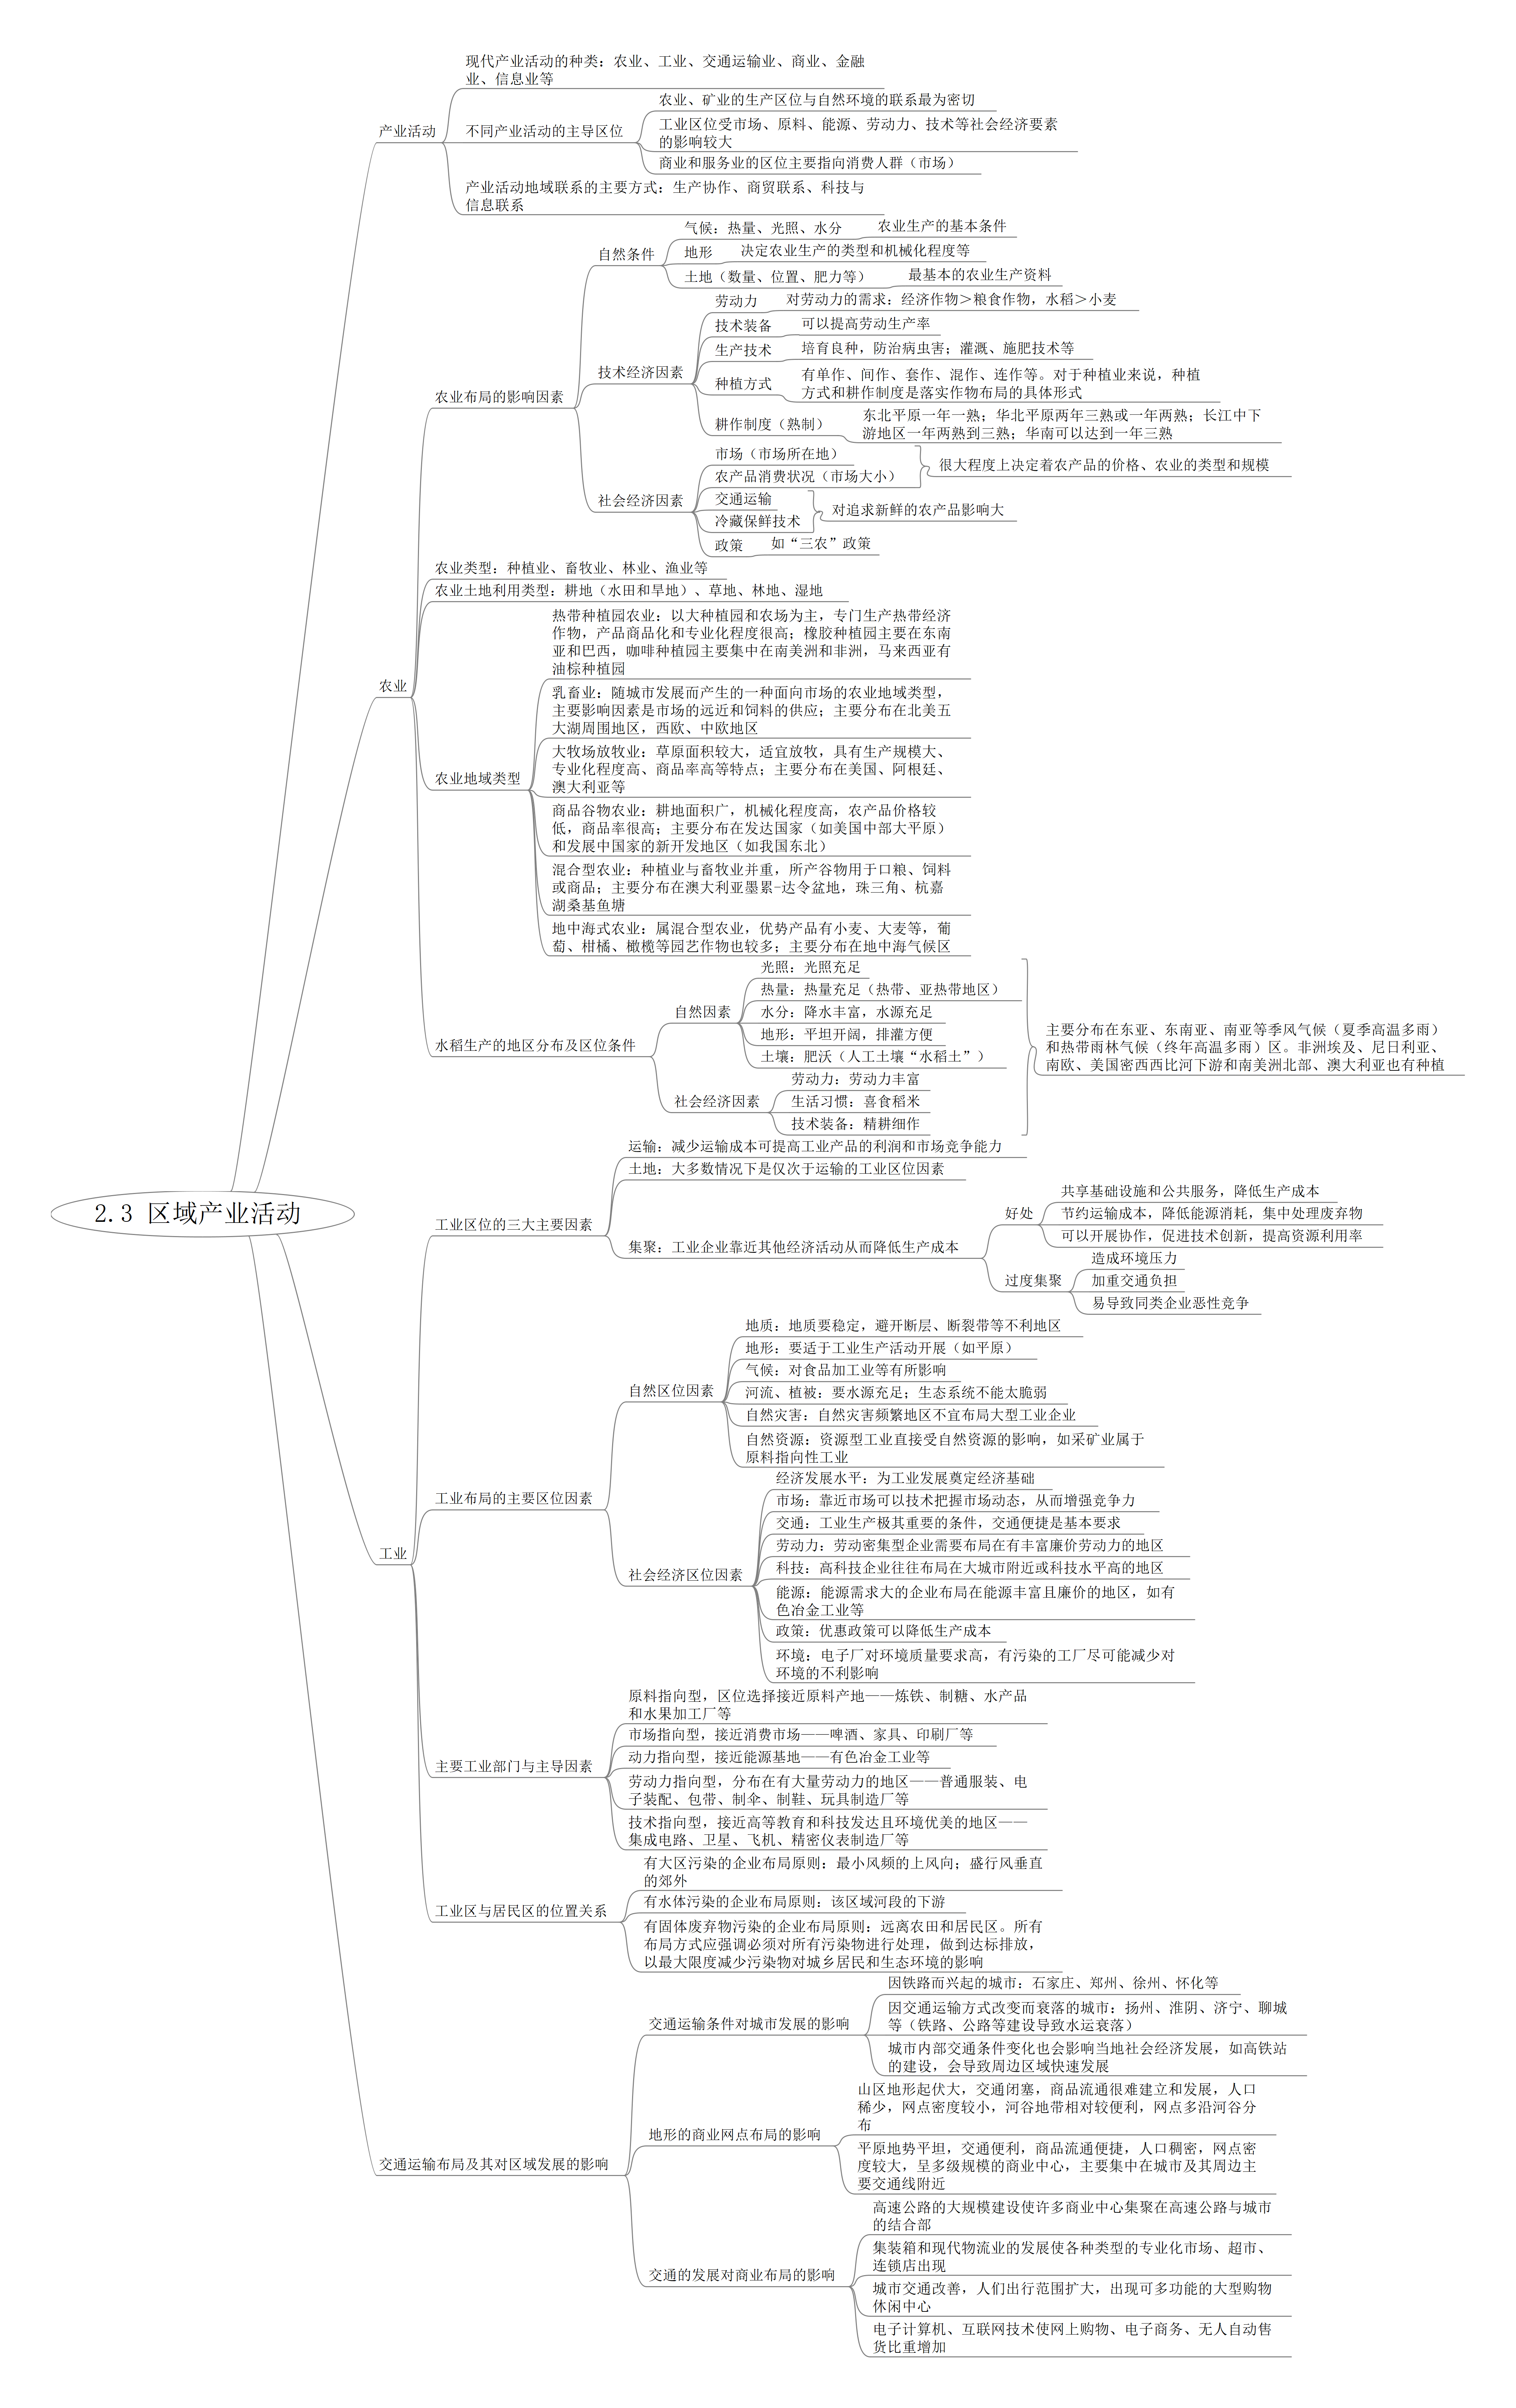 现代产业活动的种类：农业、工业、交通运输业、商业、金融
业、信息业等
农业、矿业的生产区位与自然环境的联系最为密切
产业活动
不同产业活动的主导区位
工业区位受市场、原料、能源、劳动力、技术等社会经济要素
的影响较大
商业和服务业的区位主要指向消费人群（市场）
产业活动地域联系的主要方式：生产协作、商贸联系、科技与
信息联系
气候：热量、光照、水分
农业生产的基本条件
自然条件
地形
决定农业生产的类型和机械化程度等
土地（数量、位置、肥力等）
最基本的农业生产资料
劳动力
对劳动力的需求：经济作物＞粮食作物，水稻＞小麦
技术装备
可以提高劳动生产率
生产技术
培育良种，防治病虫害；灌溉、施肥技术等
技术经济因素
种植方式
有单作、间作、套作、混作、连作等。对于种植业来说，种植
方式和耕作制度是落实作物布局的具体形式
农业布局的影响因素
耕作制度（熟制）
东北平原一年一熟；华北平原两年三熟或一年两熟；长江中下
游地区一年两熟到三熟；华南可以达到一年三熟
市场（市场所在地）
农产品消费状况（市场大小）
很大程度上决定着农产品的价格、农业的类型和规模
社会经济因素
交通运输
冷藏保鲜技术
对追求新鲜的农产品影响大
政策
如“三农”政策
农业类型：种植业、畜牧业、林业、渔业等
农业土地利用类型：耕地（水田和旱地）、草地、林地、湿地
热带种植园农业：以大种植园和农场为主，专门生产热带经济
作物，产品商品化和专业化程度很高；橡胶种植园主要在东南
亚和巴西，咖啡种植园主要集中在南美洲和非洲，马来西亚有
油棕种植园
农业
乳畜业：随城市发展而产生的一种面向市场的农业地域类型，
主要影响因素是市场的远近和饲料的供应；主要分布在北美五
大湖周围地区，西欧、中欧地区
农业地域类型
大牧场放牧业：草原面积较大，适宜放牧，具有生产规模大、
专业化程度高、商品率高等特点；主要分布在美国、阿根廷、
澳大利亚等
商品谷物农业：耕地面积广，机械化程度高，农产品价格较
低，商品率很高；主要分布在发达国家（如美国中部大平原）
和发展中国家的新开发地区（如我国东北）
混合型农业：种植业与畜牧业并重，所产谷物用于口粮、饲料
或商品；主要分布在澳大利亚墨累-达令盆地，珠三角、杭嘉
湖桑基鱼塘
地中海式农业：属混合型农业，优势产品有小麦、大麦等，葡
萄、柑橘、橄榄等园艺作物也较多；主要分布在地中海气候区
光照：光照充足
热量：热量充足（热带、亚热带地区）
自然因素
水分：降水丰富，水源充足
地形：平坦开阔，排灌方便
土壤：肥沃（人工土壤“水稻土”）
水稻生产的地区分布及区位条件
主要分布在东亚、东南亚、南亚等季风气候（夏季高温多雨）
和热带雨林气候（终年高温多雨）区。非洲埃及、尼日利亚、
南欧、美国密西西比河下游和南美洲北部、澳大利亚也有种植
劳动力：劳动力丰富
社会经济因素
生活习惯：喜食稻米
技术装备：精耕细作
2.3 区域产业活动
运输：减少运输成本可提高工业产品的利润和市场竞争能力
土地：大多数情况下是仅次于运输的工业区位因素
工业区位的三大主要因素
集聚：工业企业靠近其他经济活动从而降低生产成本
好处
共享基础设施和公共服务，降低生产成本
节约运输成本，降低能源消耗，集中处理废弃物
可以开展协作，促进技术创新，提高资源利用率
过度集聚
造成环境压力
加重交通负担
易导致同类企业恶性竞争
地质：地质要稳定，避开断层、断裂带等不利地区
地形：要适于工业生产活动开展（如平原）
气候：对食品加工业等有所影响
自然区位因素
河流、植被：要水源充足；生态系统不能太脆弱
自然灾害：自然灾害频繁地区不宜布局大型工业企业
自然资源：资源型工业直接受自然资源的影响，如采矿业属于
原料指向性工业
工业布局的主要区位因素
经济发展水平：为工业发展奠定经济基础
市场：靠近市场可以技术把握市场动态，从而增强竞争力
交通：工业生产极其重要的条件，交通便捷是基本要求
劳动力：劳动密集型企业需要布局在有丰富廉价劳动力的地区
科技：高科技企业往往布局在大城市附近或科技水平高的地区
社会经济区位因素
能源：能源需求大的企业布局在能源丰富且廉价的地区，如有
色冶金工业等
政策：优惠政策可以降低生产成本
环境：电子厂对环境质量要求高，有污染的工厂尽可能减少对
环境的不利影响
工业
原料指向型，区位选择接近原料产地——炼铁、制糖、水产品
和水果加工厂等
市场指向型，接近消费市场——啤酒、家具、印刷厂等
主要工业部门与主导因素
动力指向型，接近能源基地——有色冶金工业等
劳动力指向型，分布在有大量劳动力的地区——普通服装、电
子装配、包带、制伞、制鞋、玩具制造厂等
技术指向型，接近高等教育和科技发达且环境优美的地区——
集成电路、卫星、飞机、精密仪表制造厂等
有大区污染的企业布局原则：最小风频的上风向；盛行风垂直
的郊外
工业区与居民区的位置关系
有水体污染的企业布局原则：该区域河段的下游
有固体废弃物污染的企业布局原则：远离农田和居民区。所有
布局方式应强调必须对所有污染物进行处理，做到达标排放，
以最大限度减少污染物对城乡居民和生态环境的影响
因铁路而兴起的城市：石家庄、郑州、徐州、怀化等
交通运输条件对城市发展的影响
因交通运输方式改变而衰落的城市：扬州、淮阴、济宁、聊城
等（铁路、公路等建设导致水运衰落）
城市内部交通条件变化也会影响当地社会经济发展，如高铁站
的建设，会导致周边区域快速发展
山区地形起伏大，交通闭塞，商品流通很难建立和发展，人口
稀少，网点密度较小，河谷地带相对较便利，网点多沿河谷分
布
地形的商业网点布局的影响
平原地势平坦，交通便利，商品流通便捷，人口稠密，网点密
度较大，呈多级规模的商业中心，主要集中在城市及其周边主
要交通线附近
交通运输布局及其对区域发展的影响
高速公路的大规模建设使许多商业中心集聚在高速公路与城市
的结合部
集装箱和现代物流业的发展使各种类型的专业化市场、超市、
连锁店出现
交通的发展对商业布局的影响
城市交通改善，人们出行范围扩大，出现可多功能的大型购物
休闲中心
电子计算机、互联网技术使网上购物、电子商务、无人自动售
货比重增加